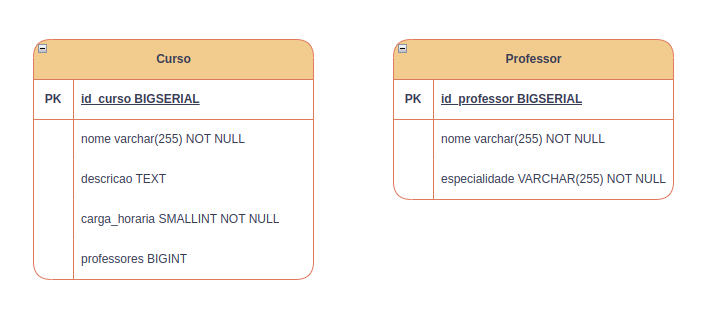 Curso
PK id_curso BIGSERIAL
nome varchar(255) NOT NULL
descricao TEXT
carga_horaria SMALLINT NOT NULL
professores BIGINT
Professor
PK id_professor BIGSERIAL
nome varchar(255) NOT NULL
especialidade VARCHAR(255) NOT NULL